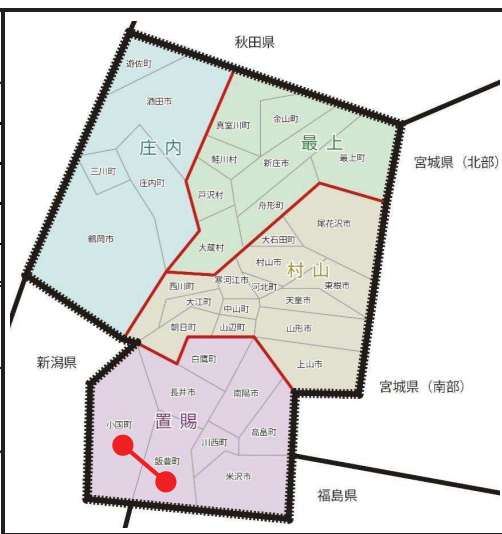 秋田県
遊佐町
酒田市
金山町
真室川町
最上
庄内
鮭川村
新庄市
最上町
宮城県（北部）
三川町
庄内町
戸沢村
舟形町
鶴岡市
尾花沢市
大石田町
大蔵村
村山市
村山
西川町
寒河江市
河北町
東根市
大江町
中山町
天童市
朝日町
山辺町
山形市
新潟県
白鷹町
上山市
長井市
南陽市
宮城県（南部）
小国町
置賜
高畠町
川西町
飯豊町
米沢市
福島県